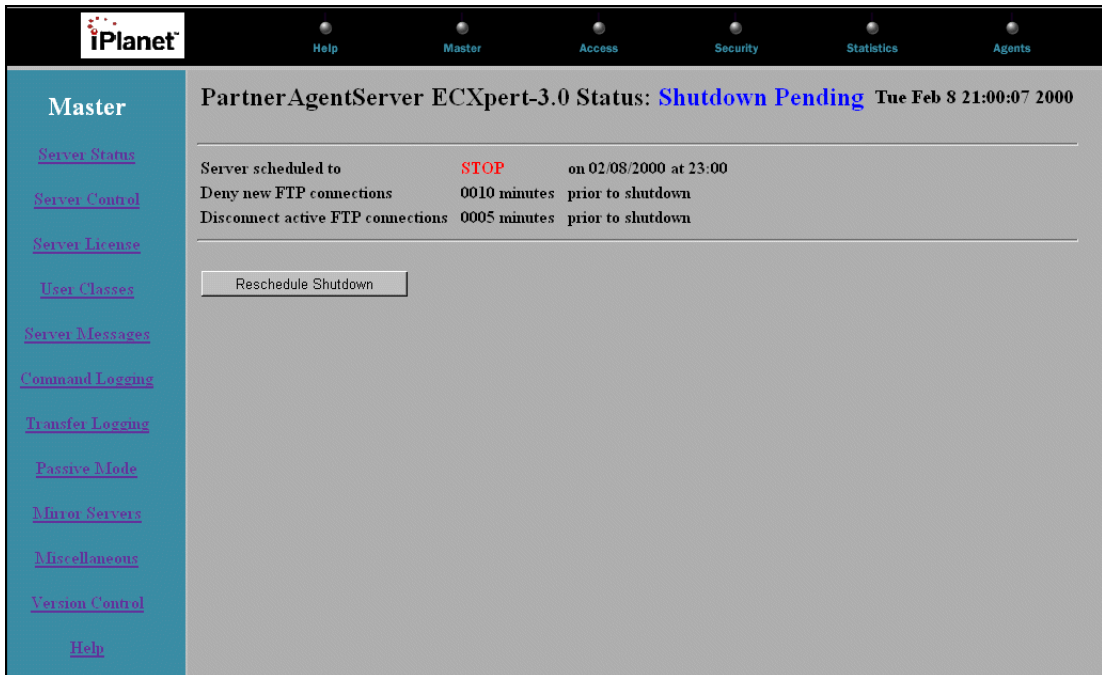 iPlanet™
Help Master Access Security Statistics Agents
Master
Server Status
Server Control
Server License
User Classes
Server Messages
Command Logging
Transfer Logging
Passive Mode
Mirror Servers
Miscellaneous
Version Control
Help
PartnerAgentServer ECXpert-3.0 Status: Shutdown Pending Tue Feb 8 21:00:07 2000
Server scheduled to STOP on 02/08/2000 at 23:00
Deny new FTP connections 0010 minutes prior to shutdown
Disconnect active FTP connections 0005 minutes prior to shutdown
Reschedule Shutdown